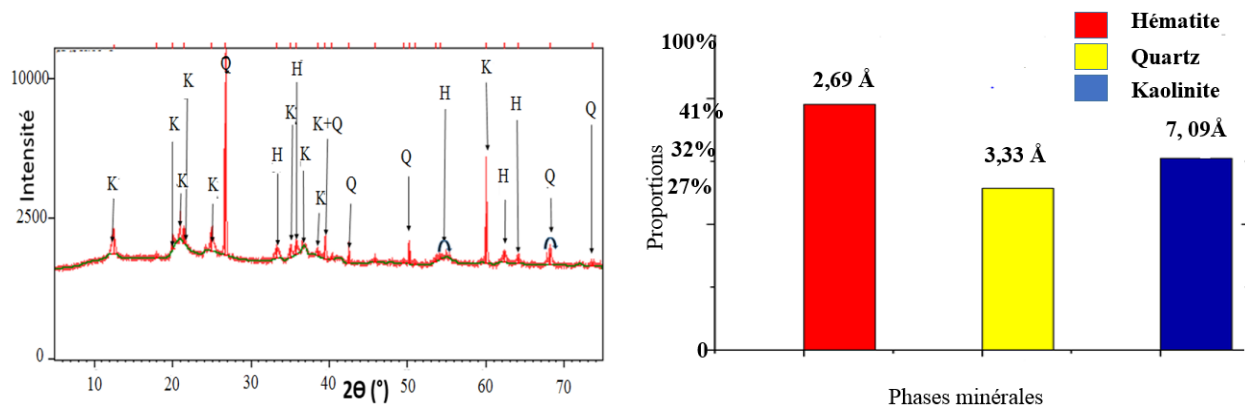 10000
2500
0
Intensité
K
K
K
K
K
Q
H
K
H
K
K+Q
K
Q
Q
H
K
H
H
Q
Q
10
20
30
40
50
60
70
2Θ (°)
Hématite
Quartz
Kaolinite
100%
41%
32%
27%
0
Proportions
2,69 Å
3,33 Å
7, 09Å
Phases minérales